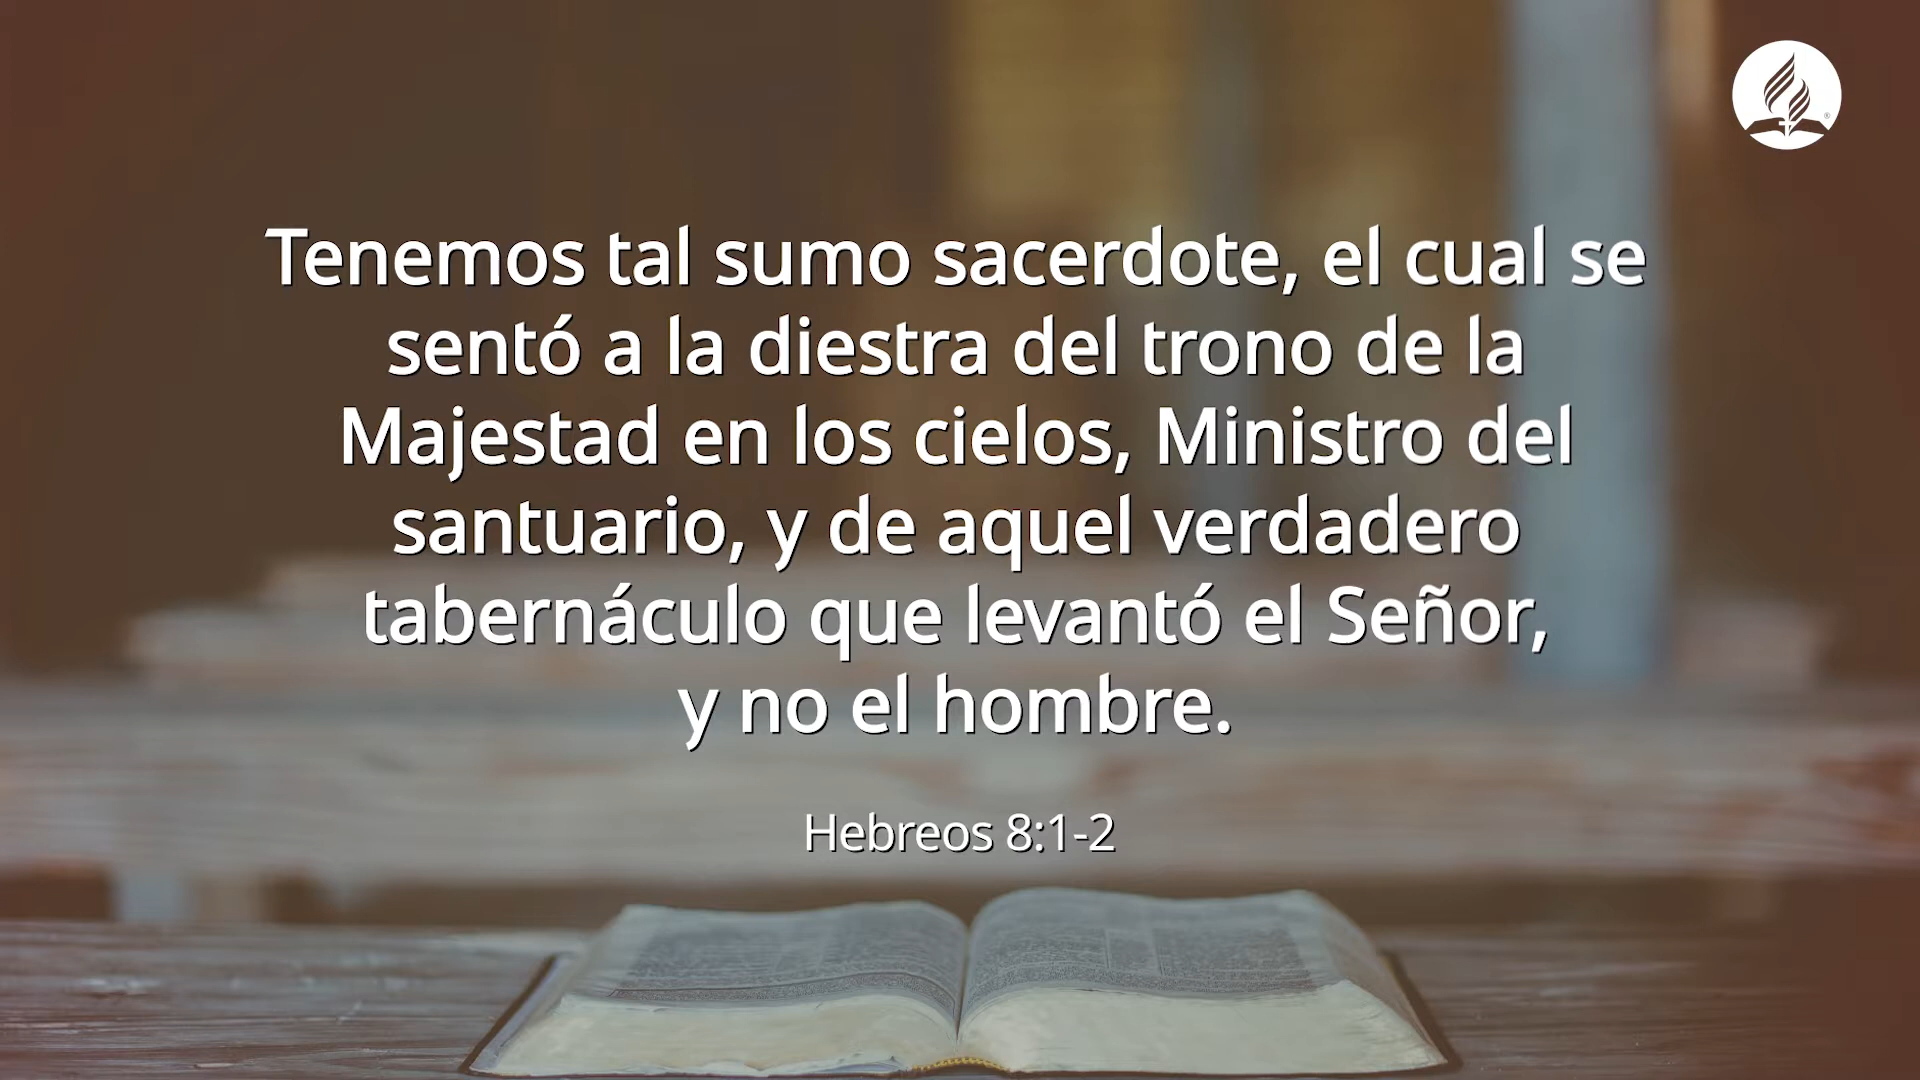 Tenemos tal sumo sacerdote, el cual se
sentó a la diestra del trono de la
Majestad en los cielos, Ministro del
santuario, y de aquel verdadero
tabernáculo que levantó el Señor,
y no el hombre.
Hebreos 8:1-2